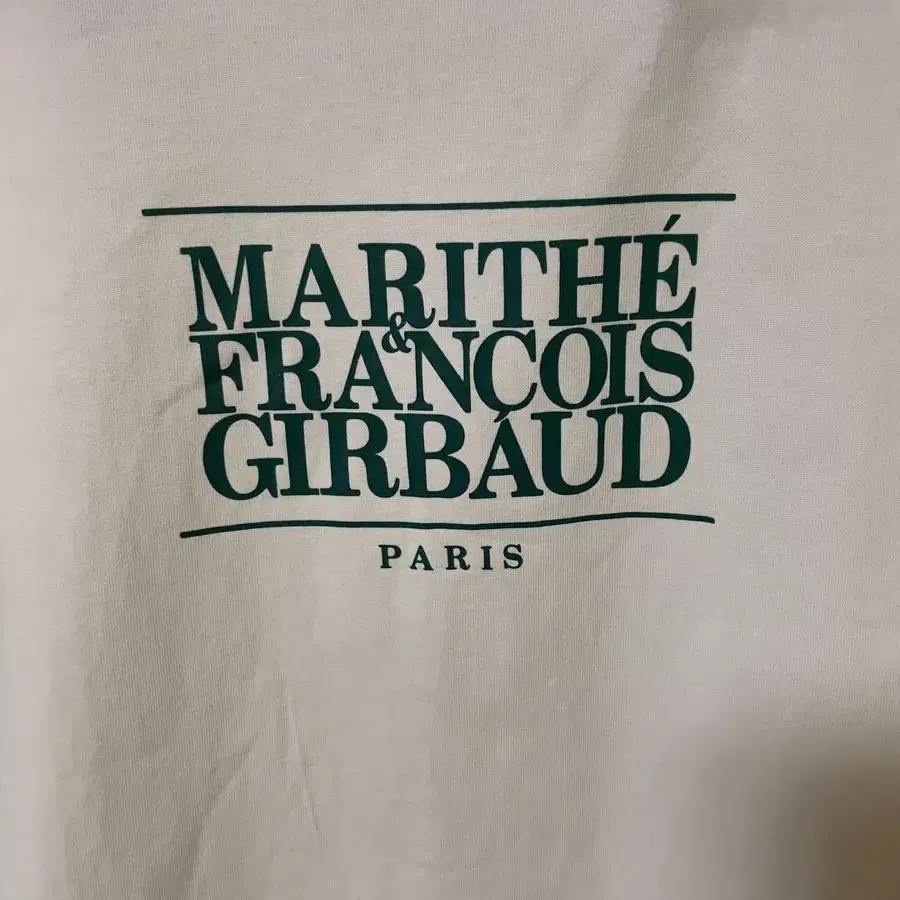 MARITHÉ
&
FRANÇOIS
GIRBAUD
PARIS